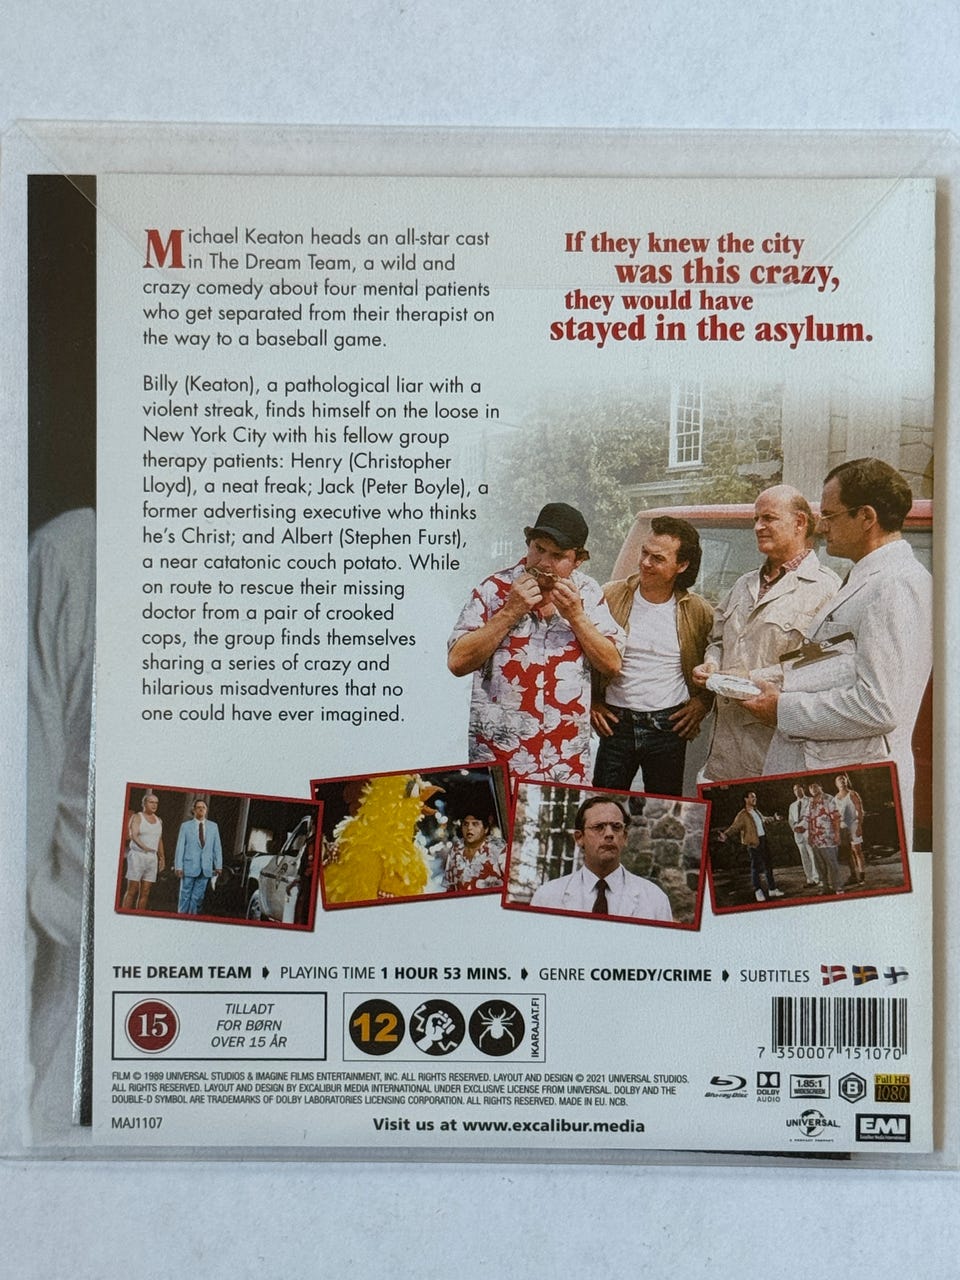 Michael Keaton heads an all-star cast
in The Dream Team, a wild and
crazy comedy about four mental patients
who get separated from their therapist on
the way to a baseball game.
Billy (Keaton), a pathological liar with a
violent streak, finds himself on the loose in
New York City with his fellow group
therapy patients: Henry (Christopher
Lloyd), a neat freak; Jack (Peter Boyle), a
former advertising executive who thinks
he's Christ; and Albert (Stephen Furst),
a near catatonic couch potato. While
on route to rescue their missing
doctor from a pair of crooked
cops, the group finds themselves
sharing a series of crazy and
hilarious misadventures that no
one could have ever imagined.
If they knew the city
was this crazy,
they would have
stayed in the asylum.
THE DREAM TEAM PLAYING TIME 1 HOUR 53 MINS. GENRE COMEDY/CRIME SUBTITLES
15
TILLADT
FOR BØRN
OVER 15 ÅR
12
IKARAJAT.FI
7 350007 151070
FILM © 1989 UNIVERSAL STUDIOS & IMAGINE FILMS ENTERTAINMENT, INC. ALL RIGHTS RESERVED. LAYOUT AND DESIGN © 2021 UNIVERSAL STUDIOS.
ALL RIGHTS RESERVED. LAYOUT AND DESIGN BY EXCALIBUR MEDIA INTERNATIONAL UNDER EXCLUSIVE LICENSE FROM UNIVERSAL. DOLBY AND THE
DOUBLE-D SYMBOL ARE TRADEMARKS OF DOLBY LABORATORIES LICENSING CORPORATION. ALL RIGHTS RESERVED. MADE IN EU. NCB.
Blu-ray Disc
DOLBY
AUDIO
1.85:1
WIDESCREEN
B
Full HD
1080
MAJ1107
Visit us at www.excalibur.media
UNIVERSAL
A COMCAST COMPANY
EMI
Excalibur Media International